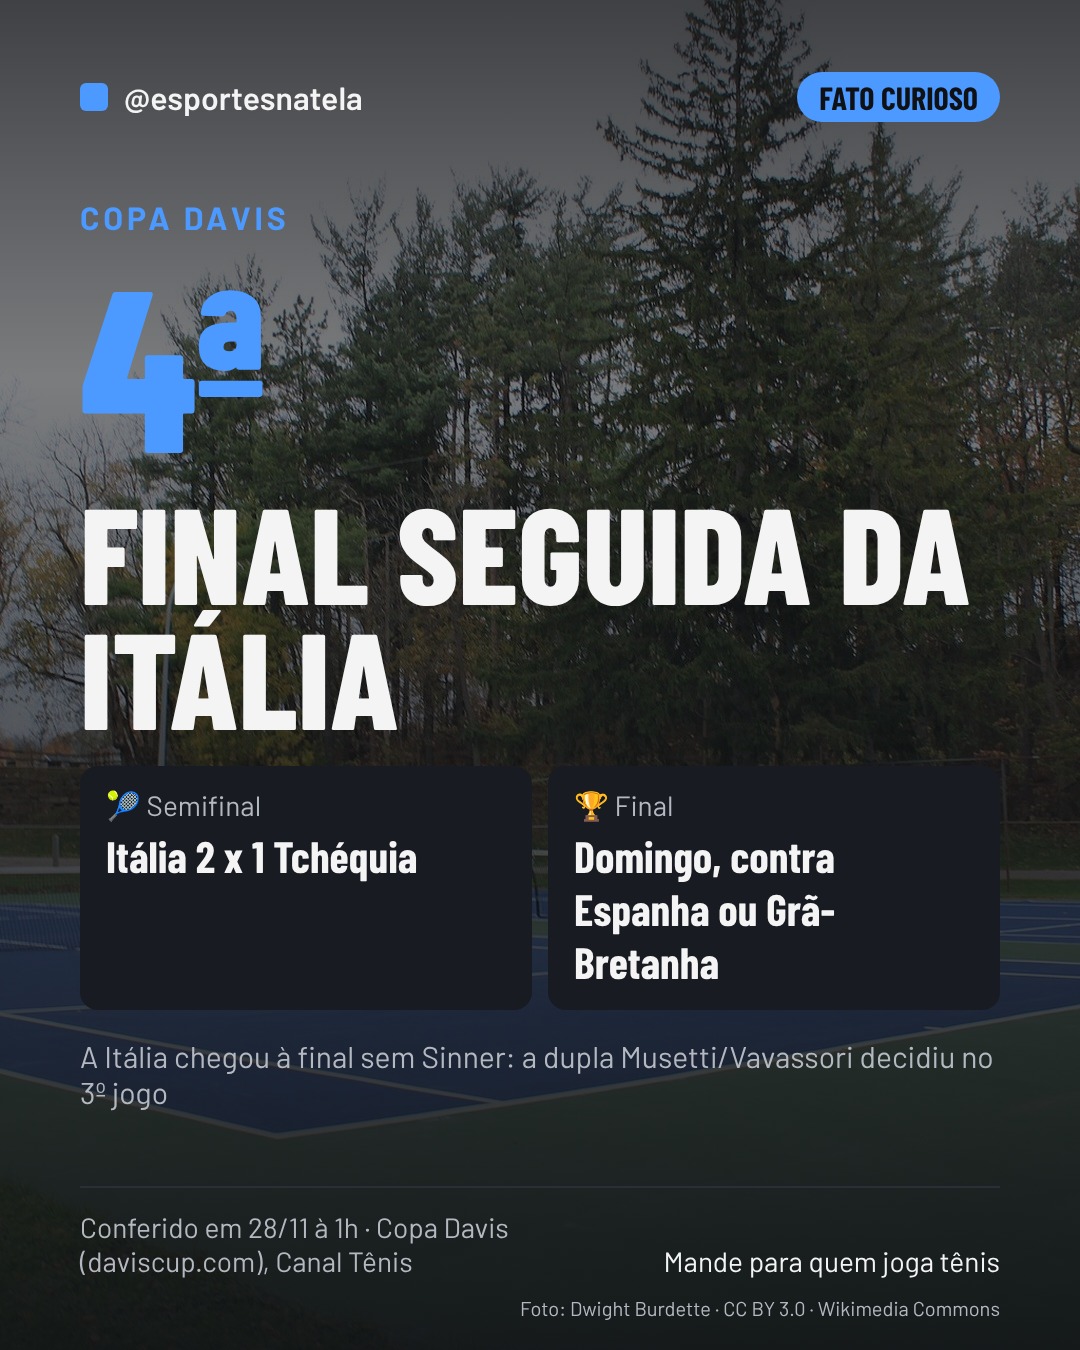 @esportesnatela
FATO CURIOSO
COPA DAVIS
4ª
FINAL SEGUIDA DA
ITÁLIA
🎾 Semifinal
Itália 2 x 1 Tchéquia
🏆 Final
Domingo, contra
Espanha ou Grã-
Bretanha
A Itália chegou à final sem Sinner: a dupla Musetti/Vavassori decidiu no
3º jogo
Conferido em 28/11 à 1h · Copa Davis
(daviscup.com), Canal Tênis
Mande para quem joga tênis
Foto: Dwight Burdette · CC BY 3.0 · Wikimedia Commons